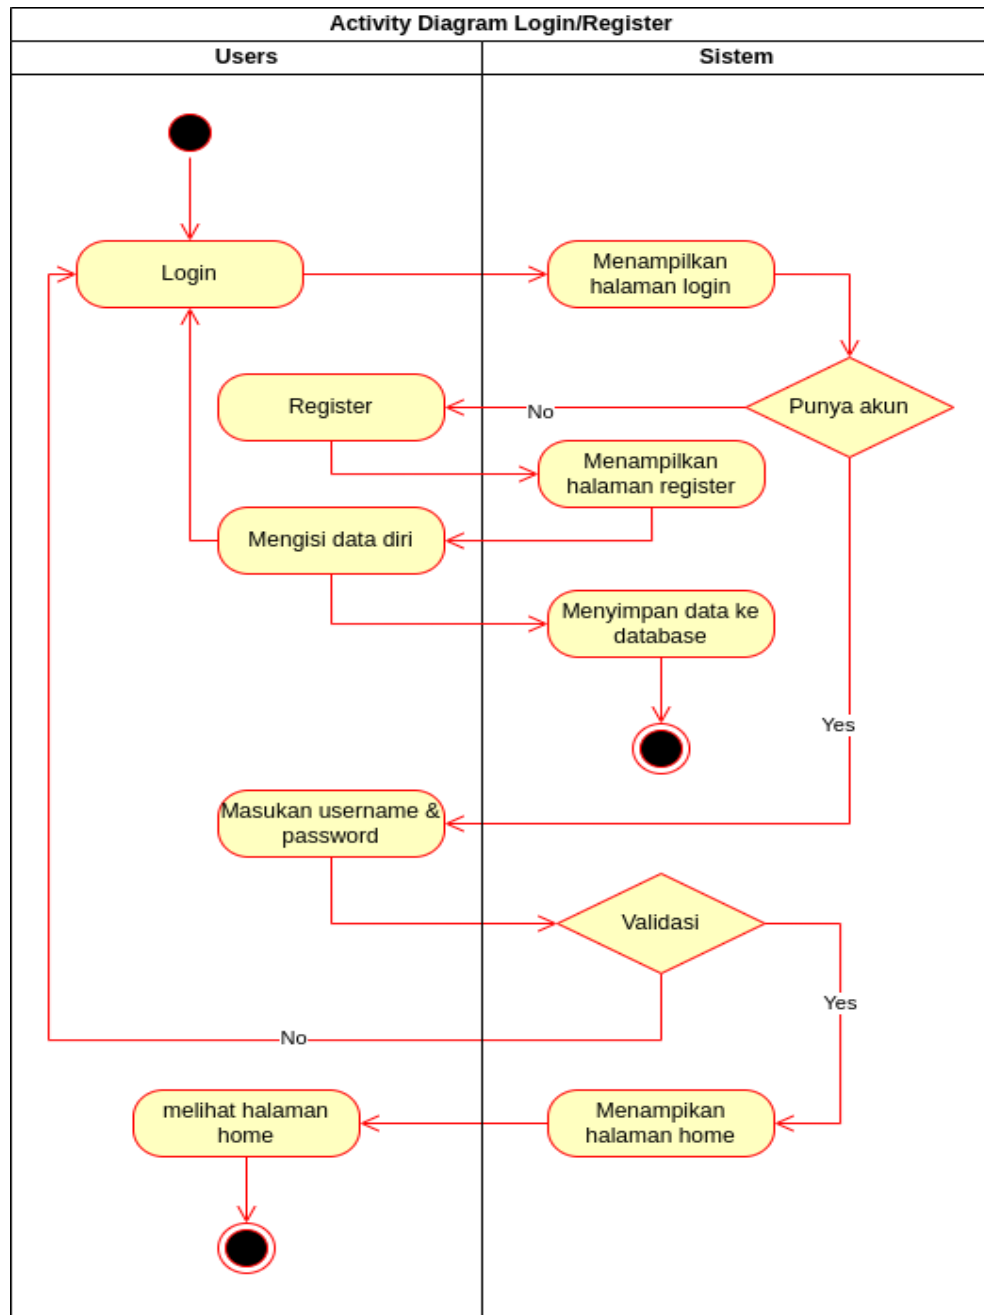 Activity Diagram Login/Register
Users
Sistem
Login
Menampilkan
halaman login
Punya akun
No
Register
Menampilkan
halaman register
Mengisi data diri
Menyimpan data ke
database
Yes
Masukan username &
password
Validasi
Yes
No
melihat halaman
home
Menampikan
halaman home